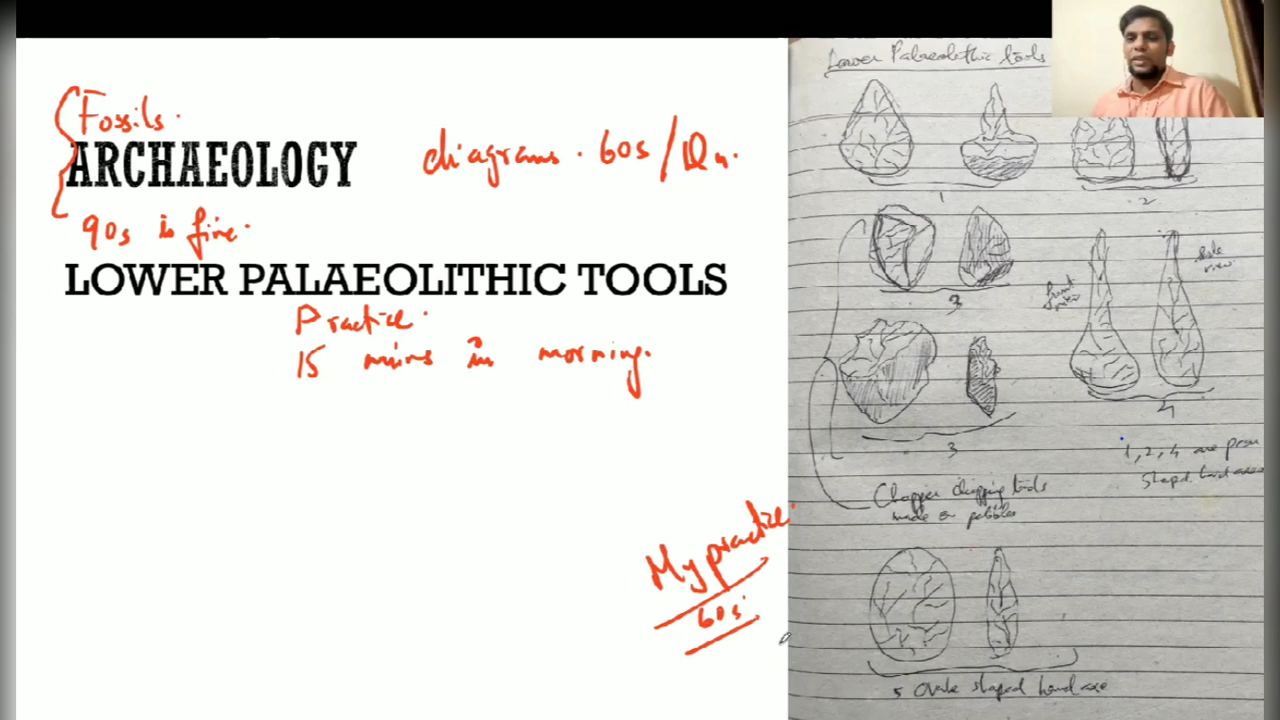 Fossils.
ARCHAEOLOGY
diagrams. 60s/Qn.
90s is fine.
LOWER PALAEOLITHIC TOOLS
Practice.
15 mins in morning.
My practice.
60s
Lower Palaeolithic tools
1
2
3
front view
side view
4
3
1, 2, 4 are
shaped hand axe
Chopper chopping tools
made on pebbles
5 Ovate shaped hand axe